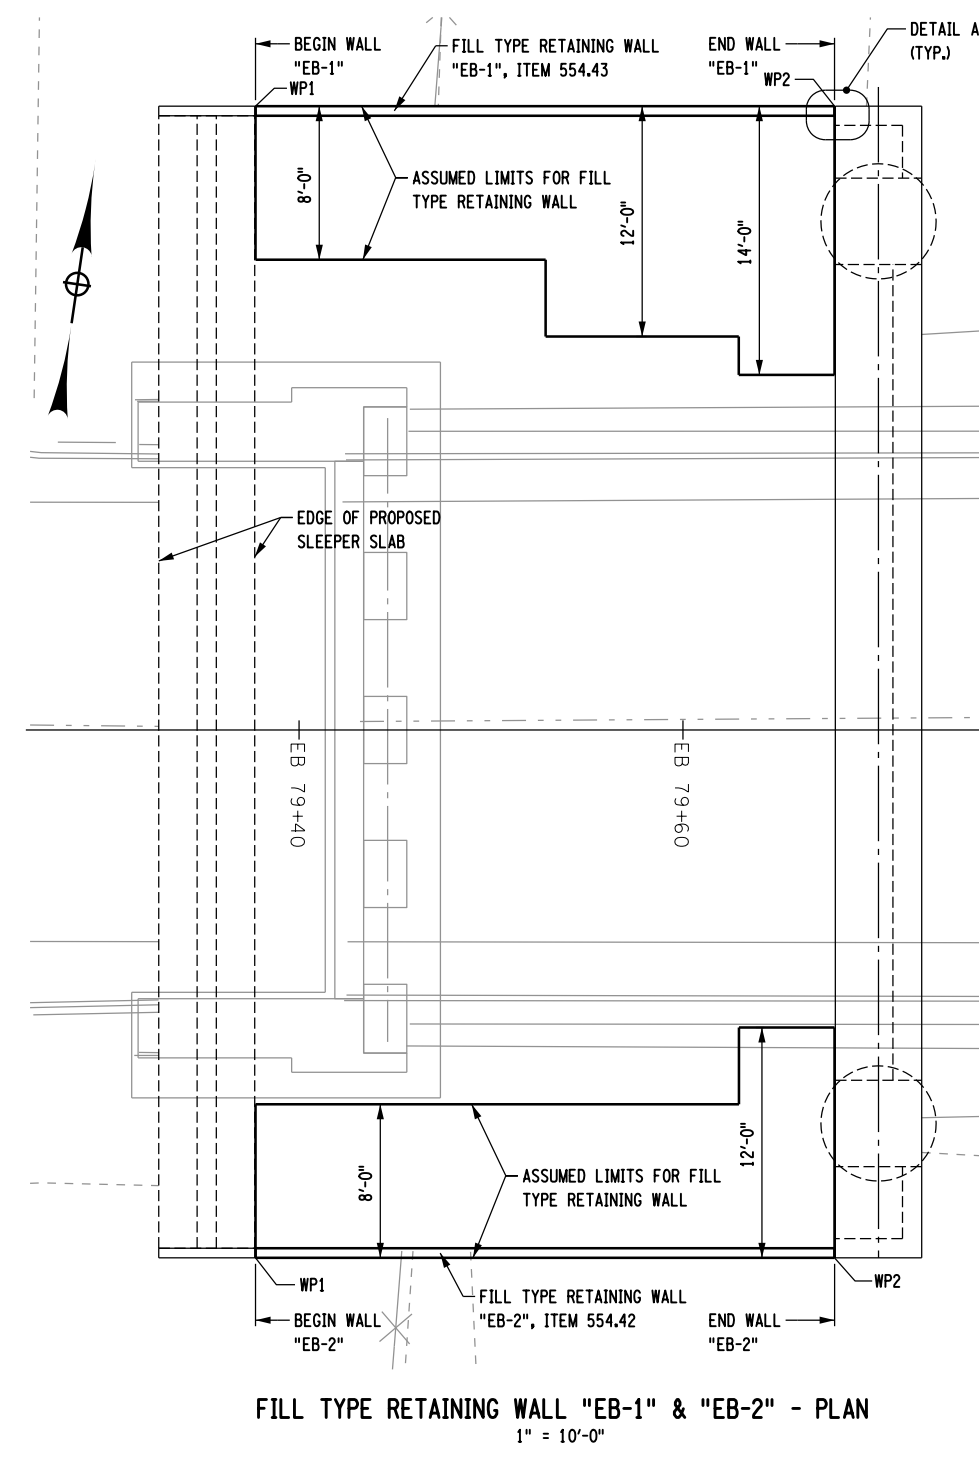 BEGIN WALL
"EB-1"
WP1
FILL TYPE RETAINING WALL
"EB-1", ITEM 554.43
END WALL
"EB-1"
WP2
DETAIL A
(TYP.)
8'-0"
ASSUMED LIMITS FOR FILL
TYPE RETAINING WALL
12'-0"
14'-0"
EDGE OF PROPOSED
SLEEPER SLAB
EB 79+40
EB 79+60
8'-0"
ASSUMED LIMITS FOR FILL
TYPE RETAINING WALL
12'-0"
WP1
WP2
FILL TYPE RETAINING WALL
"EB-2", ITEM 554.42
BEGIN WALL
"EB-2"
END WALL
"EB-2"
FILL TYPE RETAINING WALL "EB-1" & "EB-2" - PLAN
1" = 10'-0"